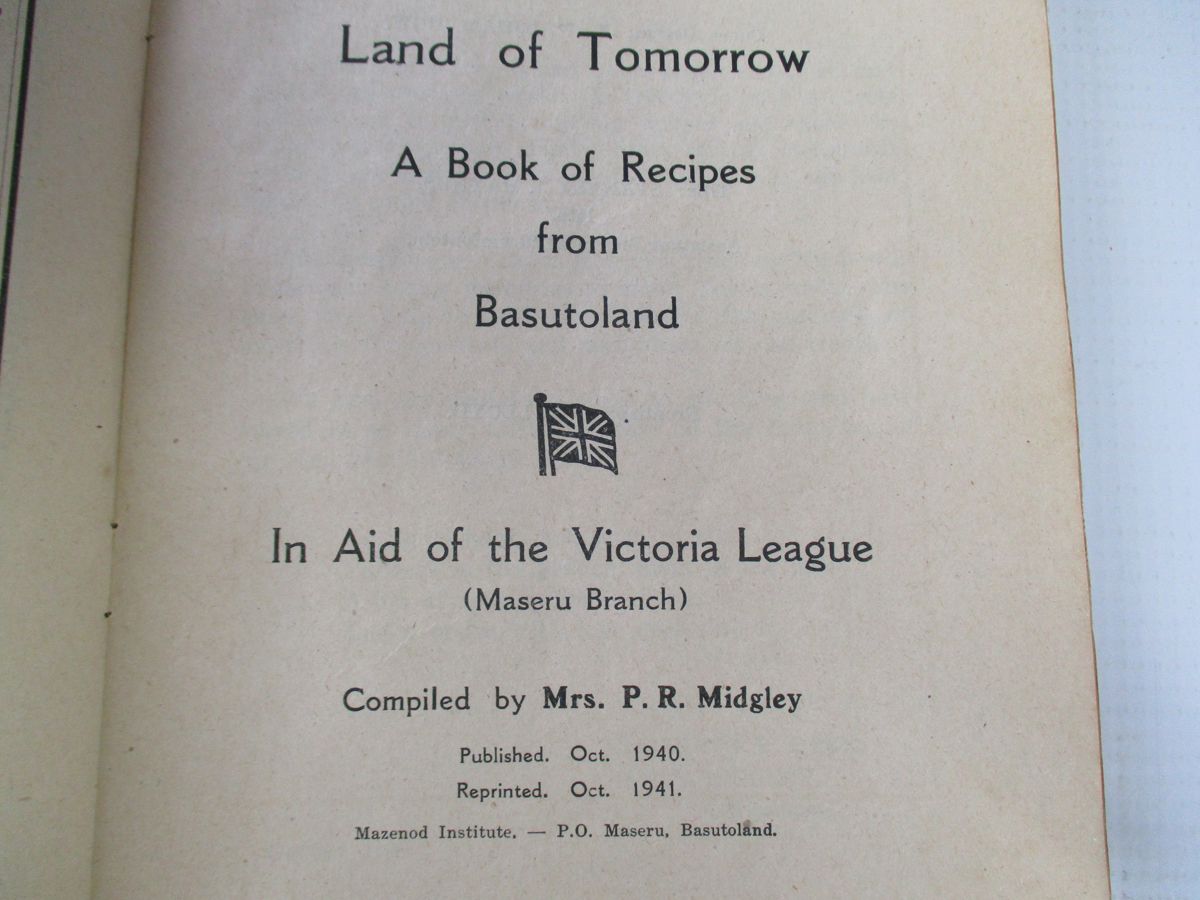 Land of Tomorrow
A Book of Recipes
from
Basutoland
In Aid of the Victoria League
(Maseru Branch)
Compiled by Mrs. P. R. Midgley
Published. Oct. 1940.
Reprinted. Oct. 1941.
Mazenod Institute. — P.O. Maseru, Basutoland.